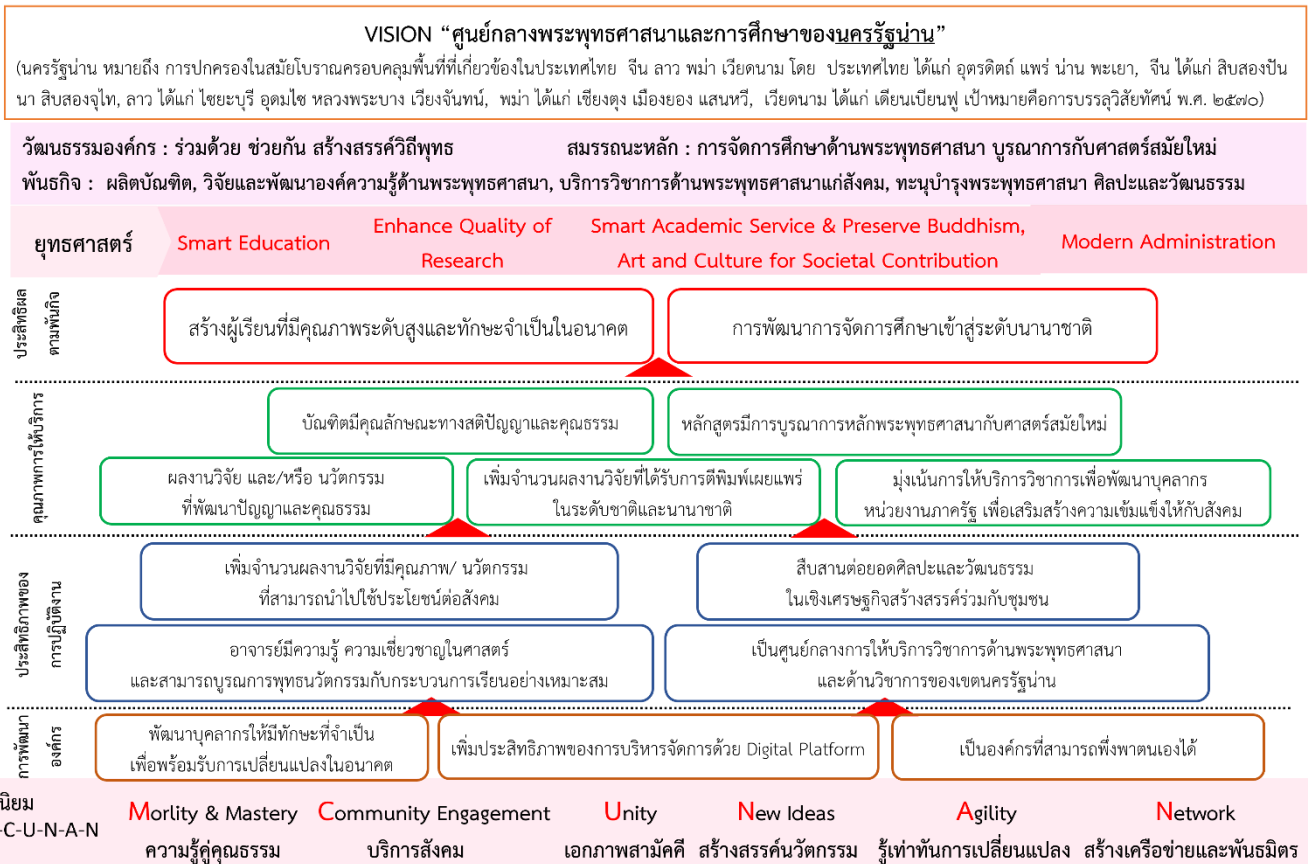 VISION “ศูนย์กลางพระพุทธศาสนาและการศึกษาของนครรัฐน่าน”
(นครรัฐน่าน หมายถึง การปกครองในสมัยโบราณครอบคลุมพื้นที่ที่เกี่ยวข้องในประเทศไทย จีน ลาว พม่า เวียดนาม โดย ประเทศไทย ได้แก่ อุตรดิตถ์ แพร่ น่าน พะเยา, จีน ได้แก่ สิบสองปัน
นา สิบสองจุไท, ลาว ได้แก่ ไชยะบุรี อุดมไช หลวงพระบาง เวียงจันทน์, พม่า ได้แก่ เชียงตุง เมืองยอง แสนหวี, เวียดนาม ได้แก่ เดียนเบียนฟู เป้าหมายคือการบรรลุวิสัยทัศน์ พ.ศ. ๒๕๗๐)
วัฒนธรรมองค์กร : ร่วมด้วย ช่วยกัน สร้างสรรค์วิถีพุทธ สมรรถนะหลัก : การจัดการศึกษาด้านพระพุทธศาสนา บูรณาการกับศาสตร์สมัยใหม่
พันธกิจ : ผลิตบัณฑิต, วิจัยและพัฒนาองค์ความรู้ด้านพระพุทธศาสนา, บริการวิชาการด้านพระพุทธศาสนาแก่สังคม, ทะนุบำรุงพระพุทธศาสนา ศิลปะและวัฒนธรรม
ยุทธศาสตร์
Smart Education
Enhance Quality of
Research
Smart Academic Service & Preserve Buddhism,
Art and Culture for Societal Contribution
Modern Administration
ประสิทธิผล
ตามพันกิจ
สร้างผู้เรียนที่มีคุณภาพระดับสูงและทักษะจำเป็นในอนาคต
การพัฒนาการจัดการศึกษาเข้าสู่ระดับนานาชาติ
คุณภาพการให้บริการ
บัณฑิตมีคุณลักษณะทางสติปัญญาและคุณธรรม
หลักสูตรมีการบูรณาการหลักพระพุทธศาสนากับศาสตร์สมัยใหม่
ผลงานวิจัย และ/หรือ นวัตกรรม
ที่พัฒนาปัญญาและคุณธรรม
เพิ่มจำนวนผลงานวิจัยที่ได้รับการตีพิมพ์เผยแพร่
ในระดับชาติและนานาชาติ
มุ่งเน้นการให้บริการวิชาการเพื่อพัฒนาบุคลากร
หน่วยงานภาครัฐ เพื่อเสริมสร้างความเข้มแข็งให้กับสังคม
ประสิทธิภาพของ
การปฏิบัติงาน
เพิ่มจำนวนผลงานวิจัยที่มีคุณภาพ/ นวัตกรรม
ที่สามารถนำไปใช้ประโยชน์ต่อสังคม
สืบสานต่อยอดศิลปะและวัฒนธรรม
ในเชิงเศรษฐกิจสร้างสรรค์ร่วมกับชุมชน
อาจารย์มีความรู้ ความเชี่ยวชาญในศาสตร์
และสามารถบูรณการพุทธนวัตกรรมกับกระบวนการเรียนอย่างเหมาะสม
เป็นศูนย์กลางการให้บริการวิชาการด้านพระพุทธศาสนา
และด้านวิชาการของเขตนครรัฐน่าน
การพัฒนา
องค์กร
พัฒนาบุคลากรให้มีทักษะที่จำเป็น
เพื่อพร้อมรับการเปลี่ยนแปลงในอนาคต
เพิ่มประสิทธิภาพของการบริหารจัดการด้วย Digital Platform
เป็นองค์กรที่สามารถพึ่งพาตนเองได้
นิยม
-C-U-N-A-N
Morlity & Mastery
ความรู้คู่คุณธรรม
Community Engagement
บริการสังคม
Unity
เอกภาพสามัคคี
New Ideas
สร้างสรรค์นวัตกรรม
Agility
รู้เท่าทันการเปลี่ยนแปลง
Network
สร้างเครือข่ายและพันธมิตร